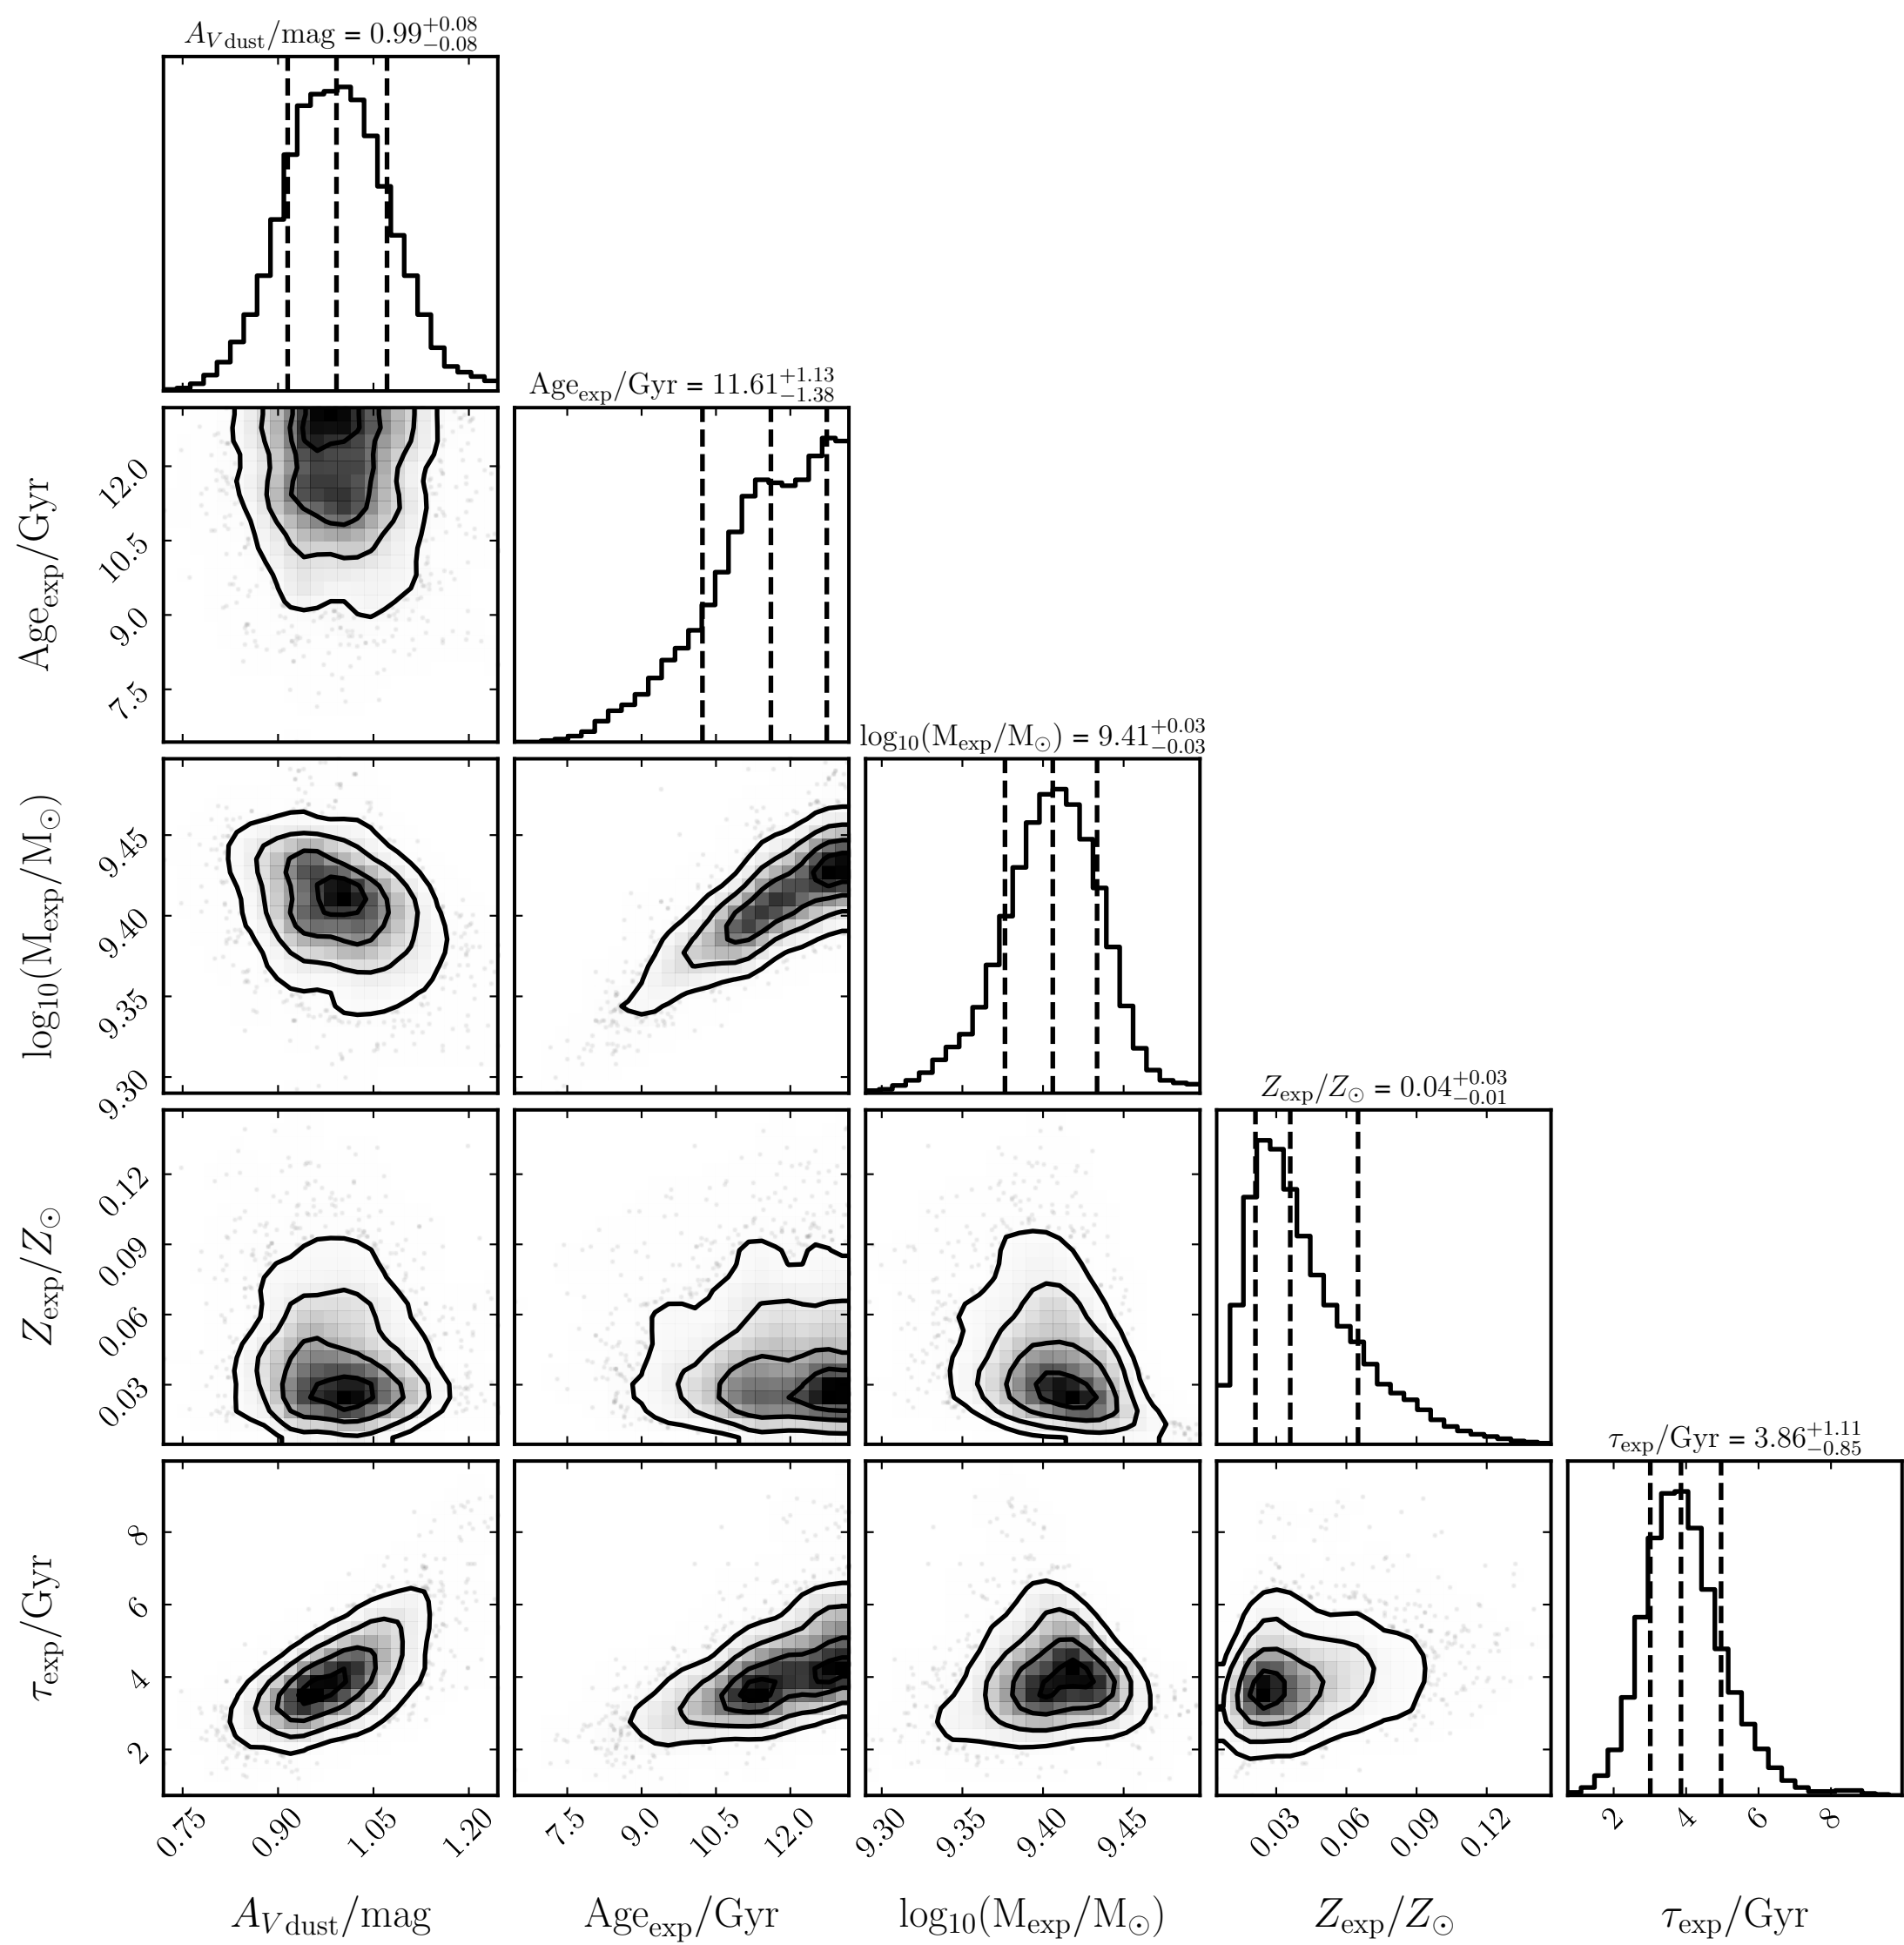 A_V dust/mag = 0.99 +0.08 −0.08
Age_exp/Gyr = 11.61 +1.13 −1.38
12.0
10.5
9.0
7.5
Age_exp/Gyr
log₁₀(M_exp/M⊙) = 9.41 +0.03 −0.03
9.45
9.40
9.35
9.30
log₁₀(M_exp/M⊙)
Z_exp/Z⊙ = 0.04 +0.03 −0.01
0.12
0.09
0.06
0.03
Z_exp/Z⊙
τ_exp/Gyr = 3.86 +1.11 −0.85
8
6
4
2
τ_exp/Gyr
0.75 0.90 1.05 1.20 7.5 9.0 10.5 12.0 9.30 9.35 9.40 9.45 0.03 0.06 0.09 0.12 2 4 6 8
A_V dust/mag Age_exp/Gyr log₁₀(M_exp/M⊙) Z_exp/Z⊙ τ_exp/Gyr